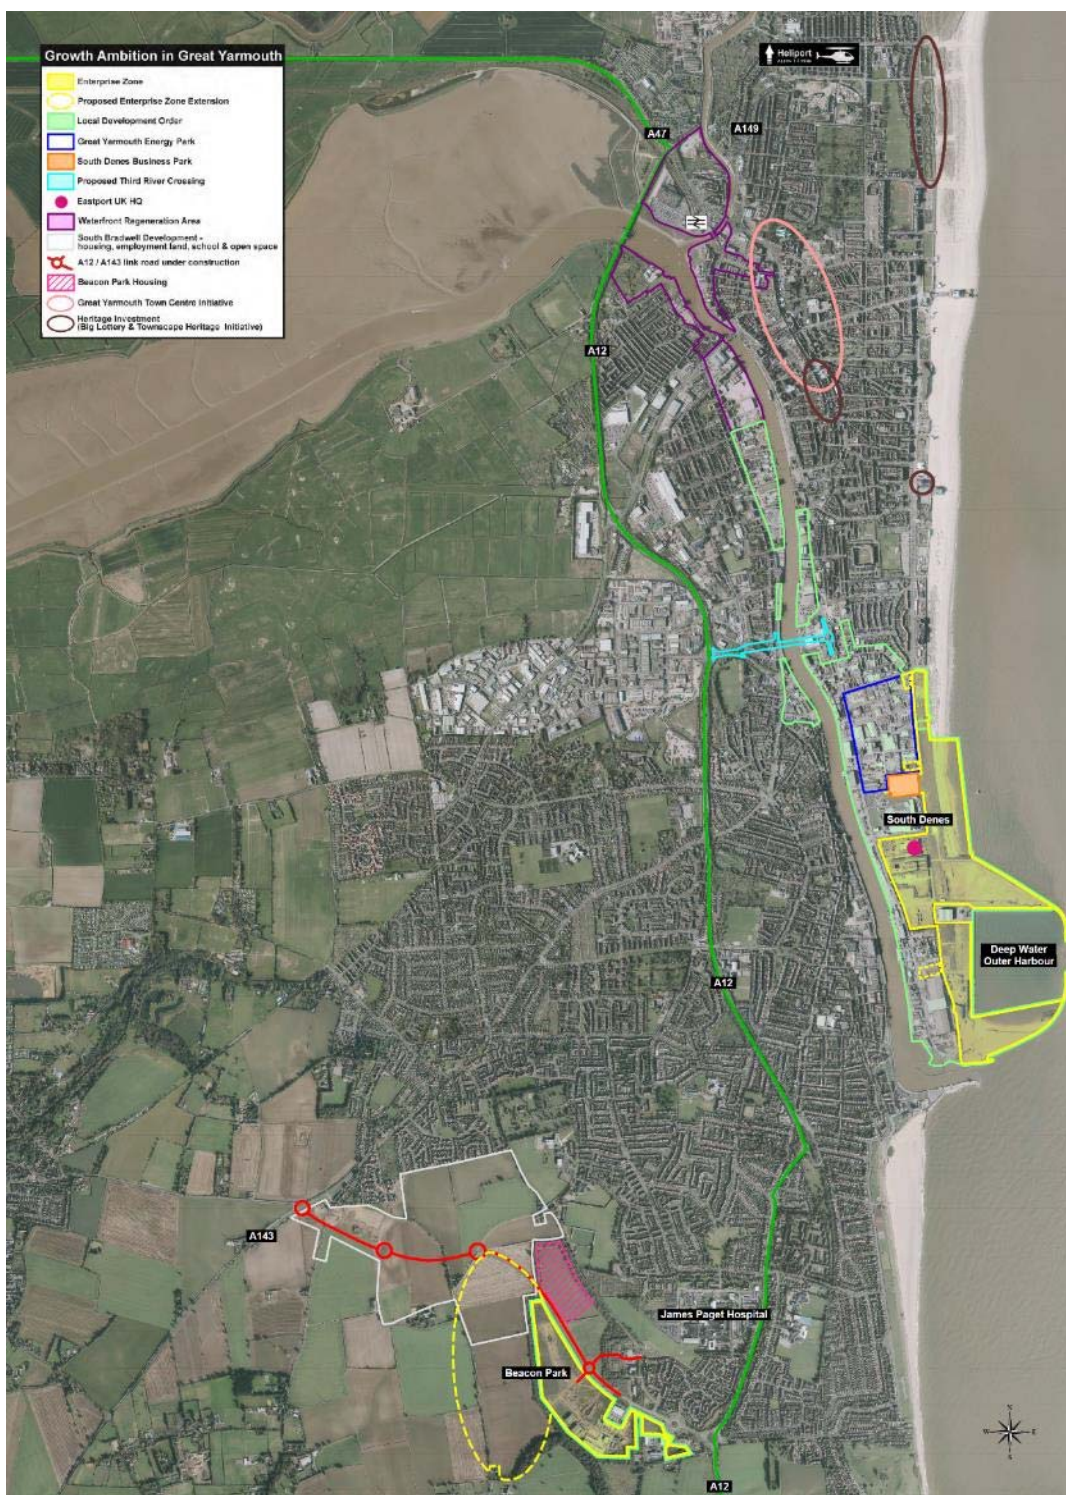 Growth Ambition in Great Yarmouth
Enterprise Zone
Proposed Enterprise Zone Extension
Local Development Order
Great Yarmouth Energy Park
South Denes Business Park
Proposed Third River Crossing
Eastport UK HQ
Waterfront Regeneration Area
South Bradwell Development -
housing, employment land, school & open space
A12 / A143 link road under construction
Beacon Park Housing
Great Yarmouth Town Centre Initiative
Heritage Investment
(Big Lottery & Townscape Heritage Initiative)
Heliport
A47
A149
A12
South Denes
Deep Water
Outer Harbour
A12
A143
James Paget Hospital
Beacon Park
A12
N
W
E
S